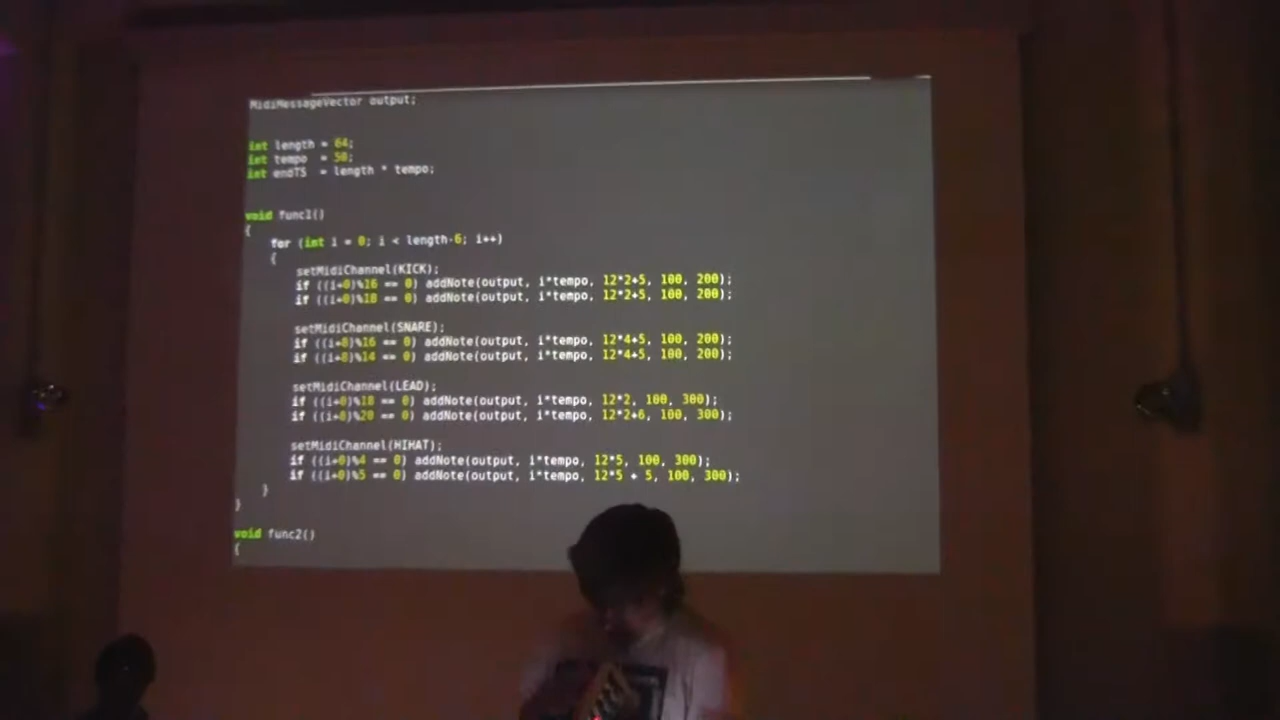 MidiMessageVector output;
int length = 64;
int tempo = 50;
int endTS = length * tempo;
void func1()
{
for (int i = 0; i < length-6; i++)
{
setMidiChannel(KICK);
if ((i+0)%16 == 0) addNote(output, i*tempo, 12*2+5, 100, 200);
if ((i+0)%18 == 0) addNote(output, i*tempo, 12*2+5, 100, 200);
setMidiChannel(SNARE);
if ((i+8)%16 == 0) addNote(output, i*tempo, 12*4+5, 100, 200);
if ((i+8)%14 == 0) addNote(output, i*tempo, 12*4+5, 100, 200);
setMidiChannel(LEAD);
if ((i+0)%18 == 0) addNote(output, i*tempo, 12*2, 100, 300);
if ((i+8)%20 == 0) addNote(output, i*tempo, 12*2+6, 100, 300);
setMidiChannel(HIHAT);
if ((i+0)%4 == 0) addNote(output, i*tempo, 12*5, 100, 300);
if ((i+0)%5 == 0) addNote(output, i*tempo, 12*5 + 5, 100, 300);
}
}
void func2()
{